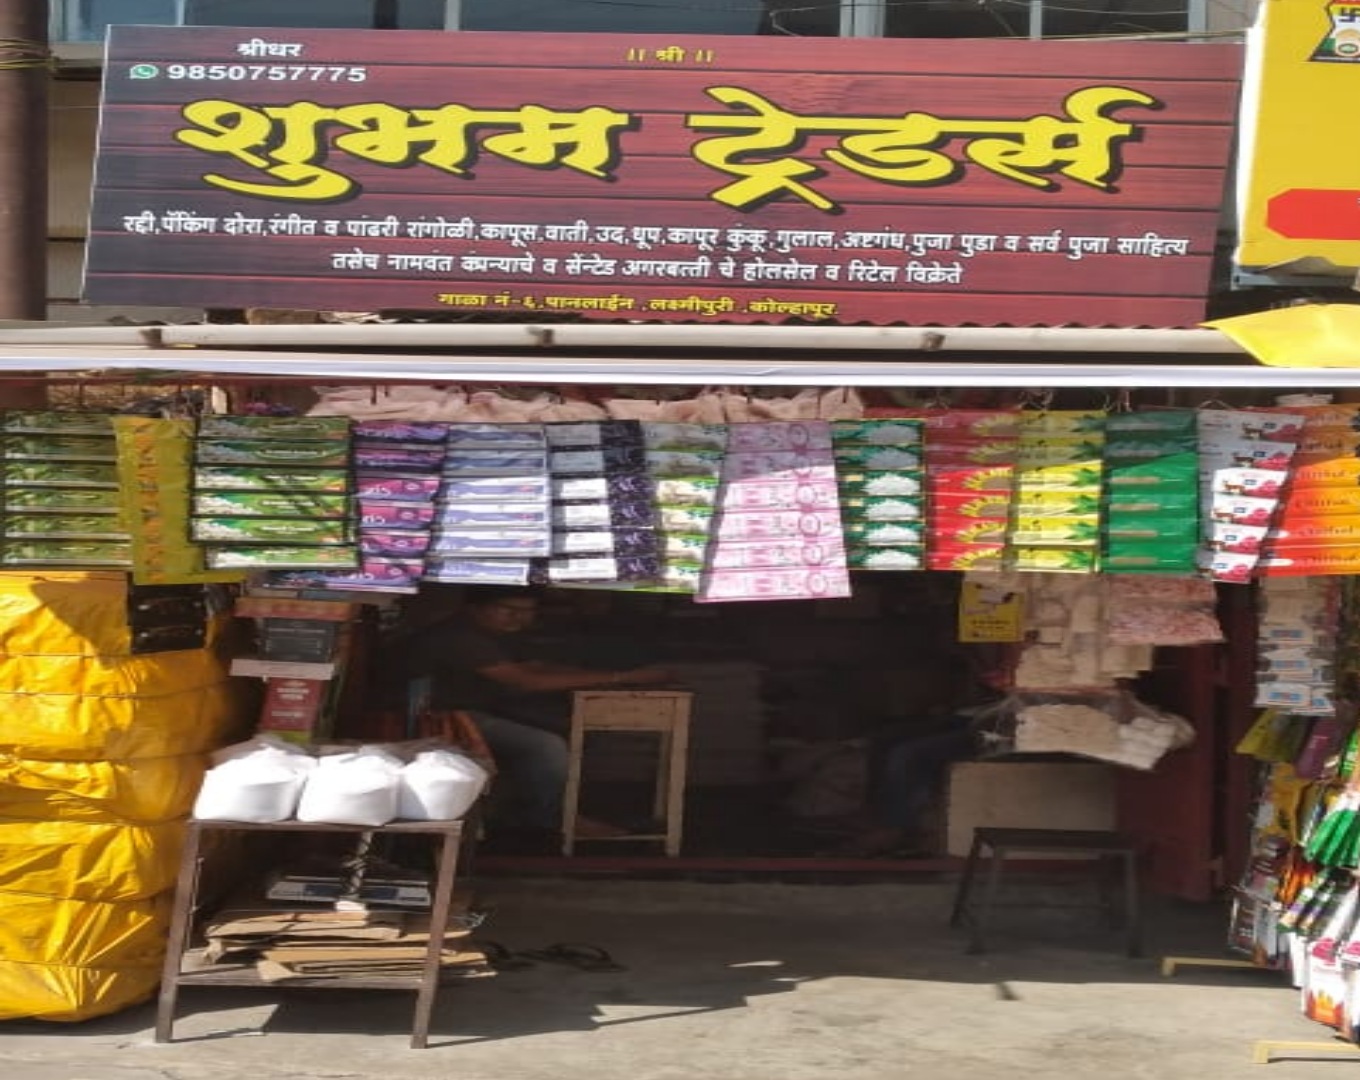 श्रीधर
॥ श्री ॥
9850757775
शुभम ट्रेडर्स
रद्दी,पॅकिंग दोरा,रंगीत व पांढरी रांगोळी,कापूस,वाती,उद,धूप,कापूर कुंकू,गुलाल,अष्टगंध,पुजा पुडा व सर्व पुजा साहित्य
तसेच नामवंत कंपन्याचे व सेंन्टेड अगरबत्ती चे होलसेल व रिटेल विक्रेते
गाळा नं-६,पानलाईन ,लक्ष्मीपुरी ,कोल्हापूर.